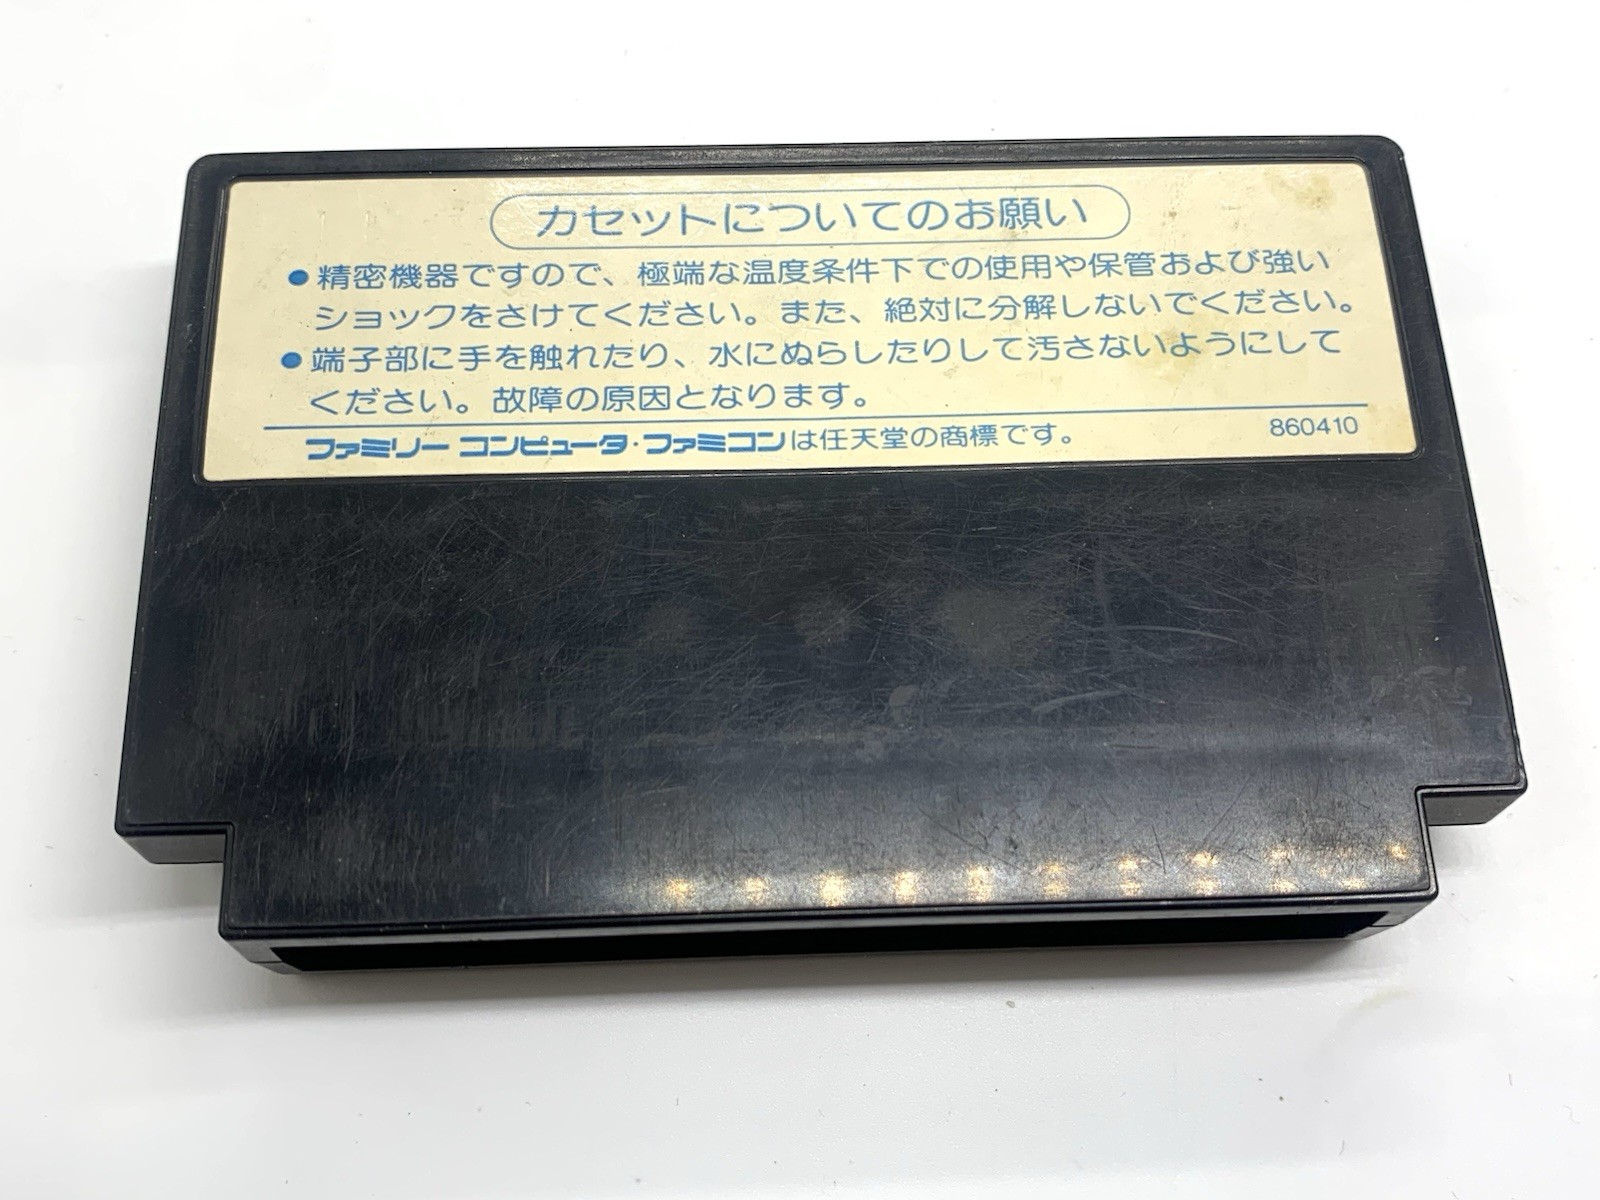 カセットについてのお願い
●精密機器ですので、極端な温度条件下での使用や保管および強い
ショックをさけてください。また、絶対に分解しないでください。
●端子部に手を触れたり、水にぬらしたりして汚さないようにして
ください。故障の原因となります。
ファミリーコンピュータ・ファミコンは任天堂の商標です。 860410